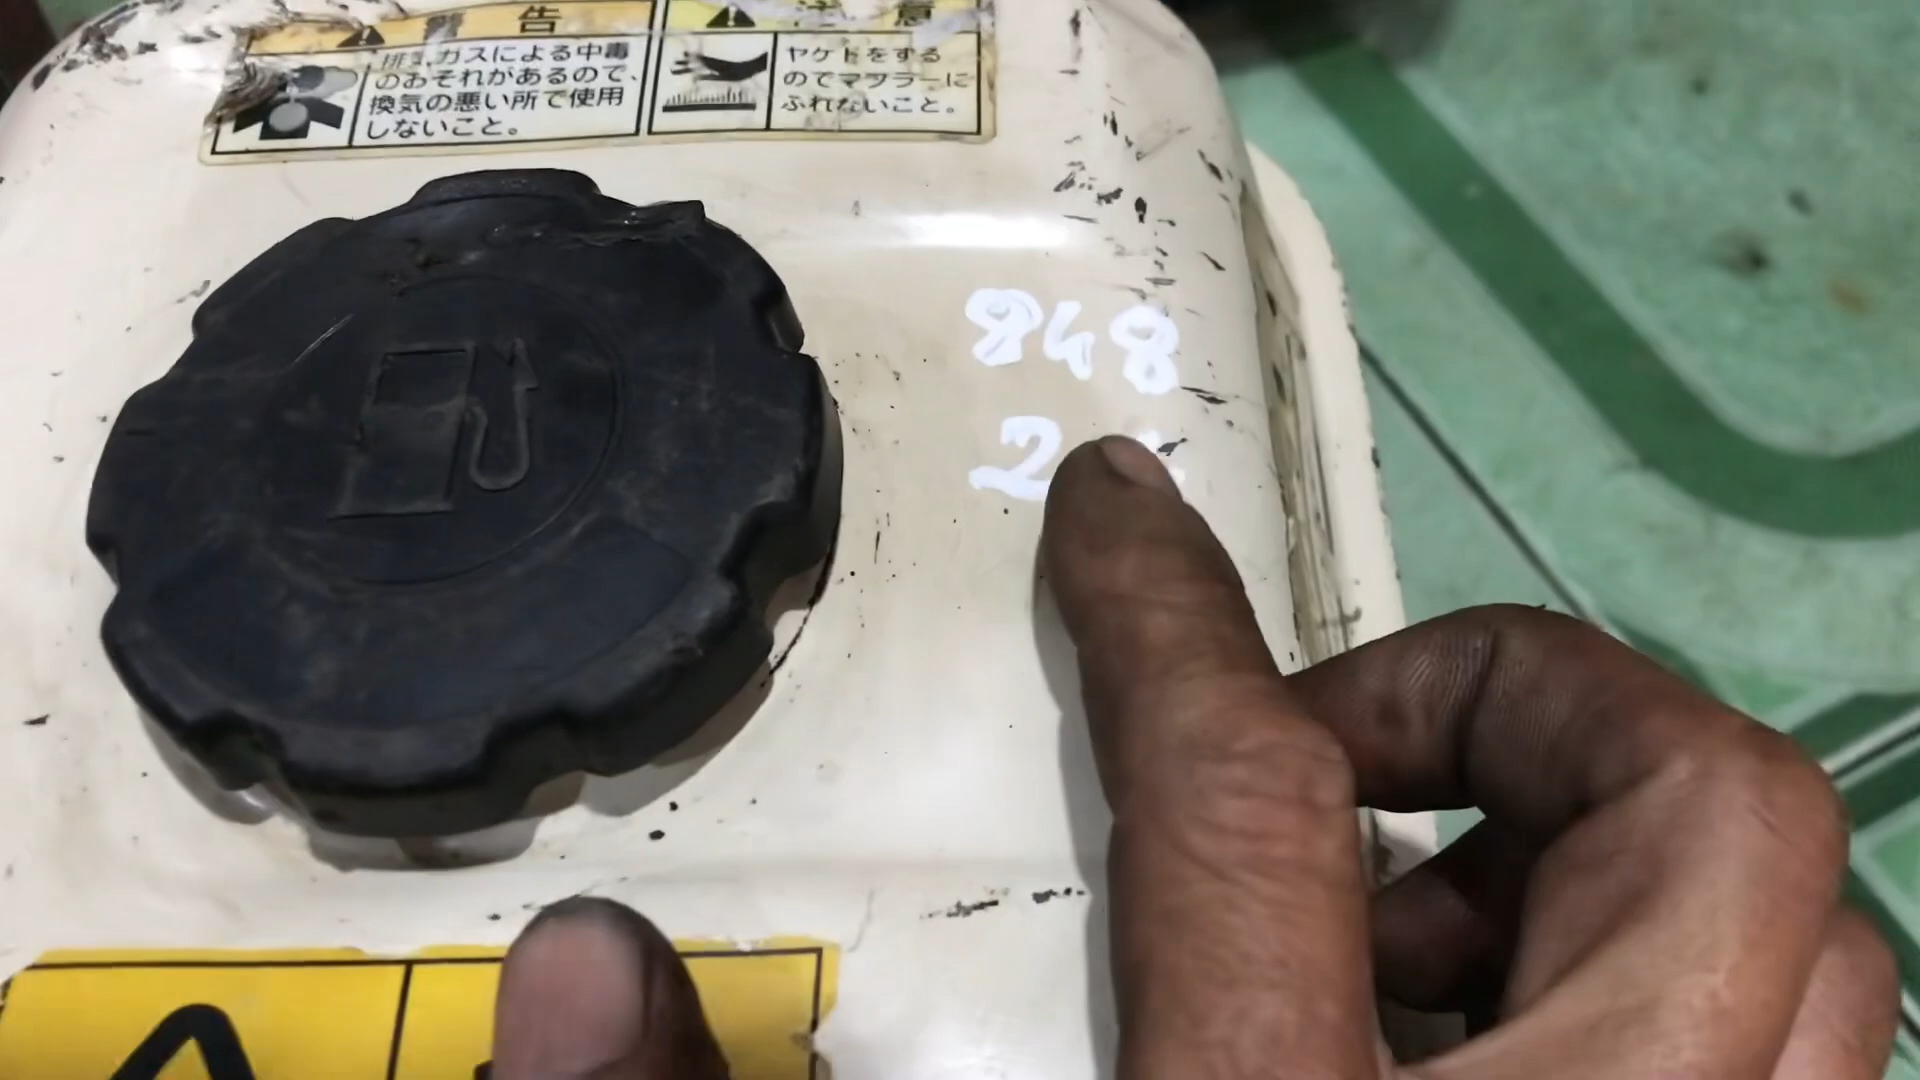 警告
排気ガスによる中毒
のおそれがあるので、
換気の悪い所で使用
しないこと。
注意
ヤケドをする
のでマフラーに
ふれないこと。
848
2